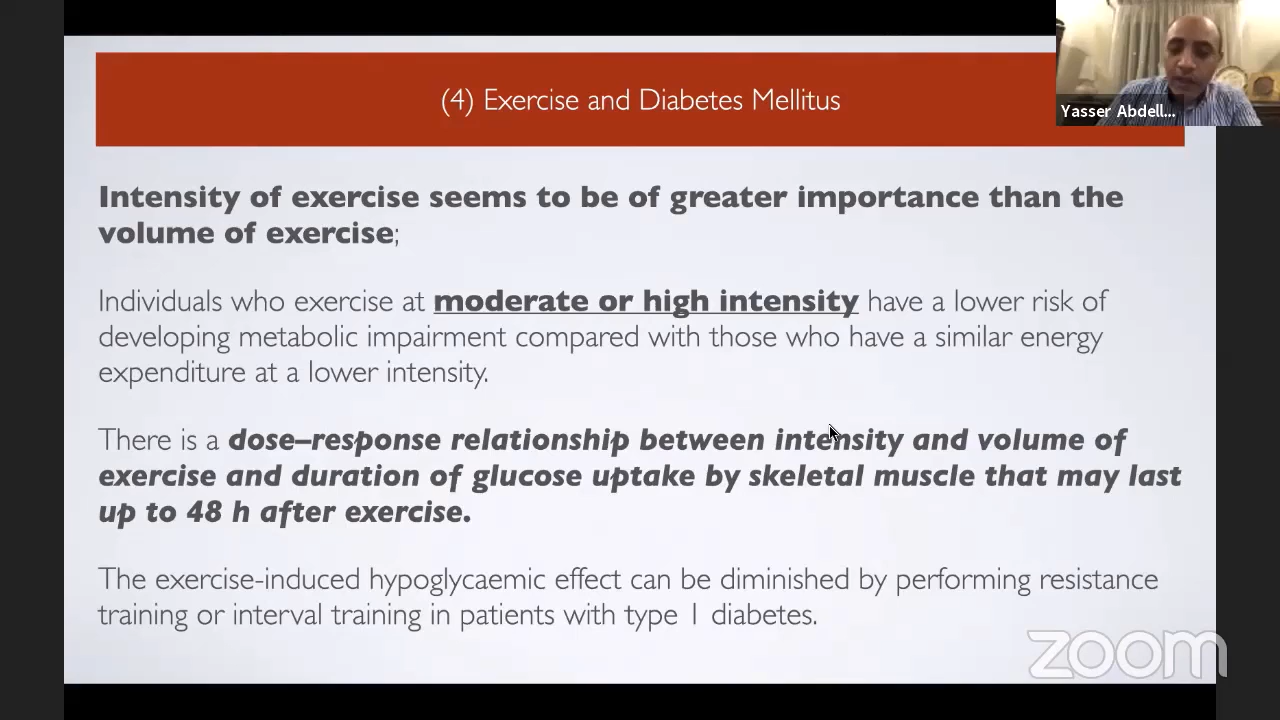 (4) Exercise and Diabetes Mellitus
Yasser Abdell...
Intensity of exercise seems to be of greater importance than the
volume of exercise;
Individuals who exercise at moderate or high intensity have a lower risk of
developing metabolic impairment compared with those who have a similar energy
expenditure at a lower intensity.
There is a dose–response relationship between intensity and volume of
exercise and duration of glucose uptake by skeletal muscle that may last
up to 48 h after exercise.
The exercise-induced hypoglycaemic effect can be diminished by performing resistance
training or interval training in patients with type 1 diabetes.
zoom